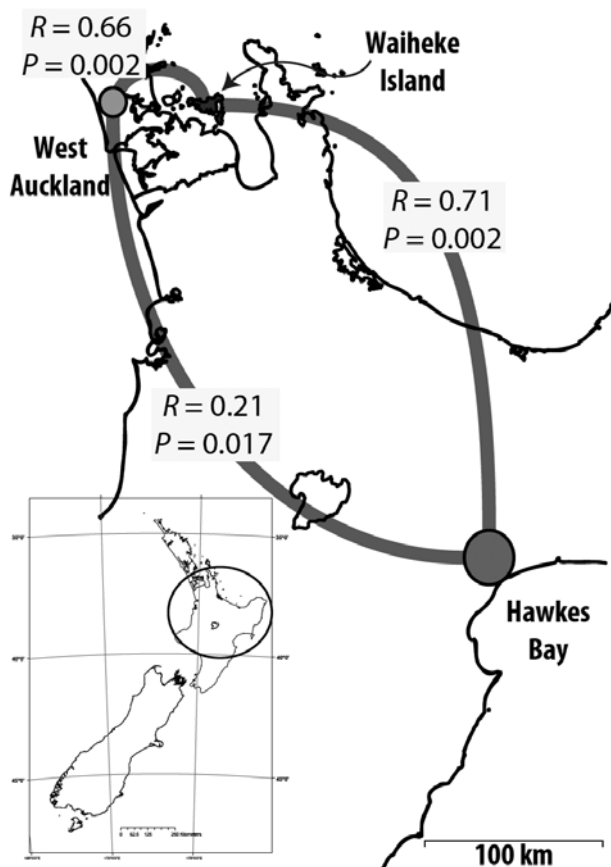 R = 0.66
P = 0.002
Waiheke
Island
West
Auckland
R = 0.71
P = 0.002
R = 0.21
P = 0.017
Hawkes
Bay
100 km